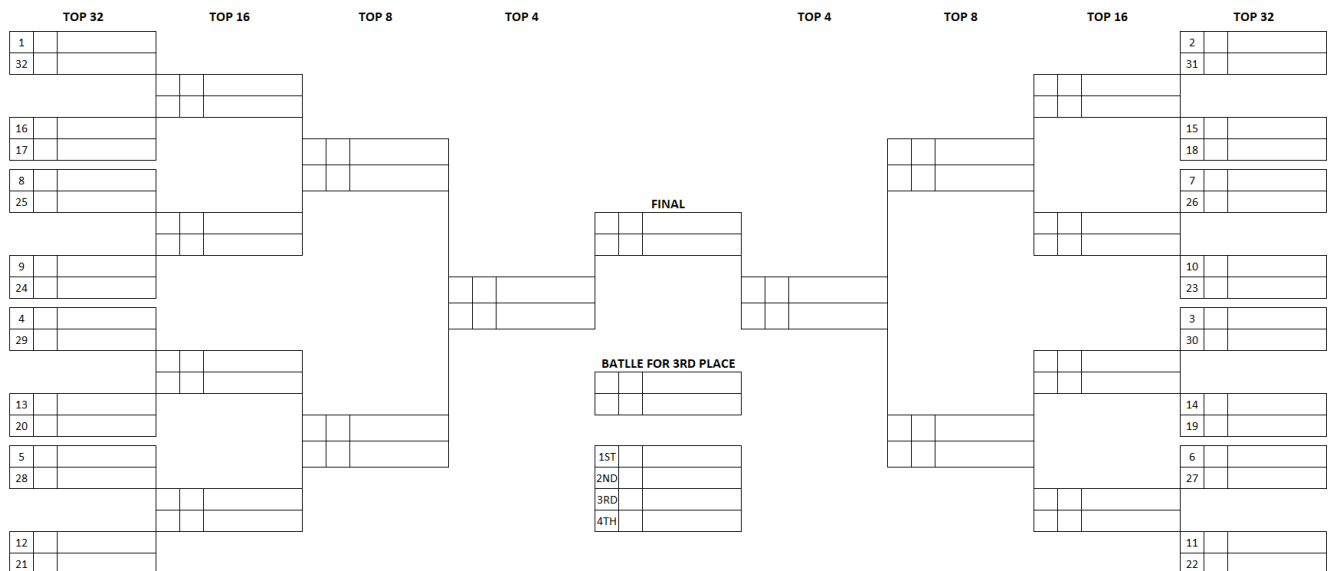 TOP 32 TOP 16 TOP 8 TOP 4 TOP 4 TOP 8 TOP 16 TOP 32
1 2
32 31
16 15
17 18
8 7
25 26
FINAL
9 10
24 23
4 3
29 30
BATLLE FOR 3RD PLACE
13 14
20 19
5 1ST 6
28 2ND 27
3RD
4TH
12 11
21 22